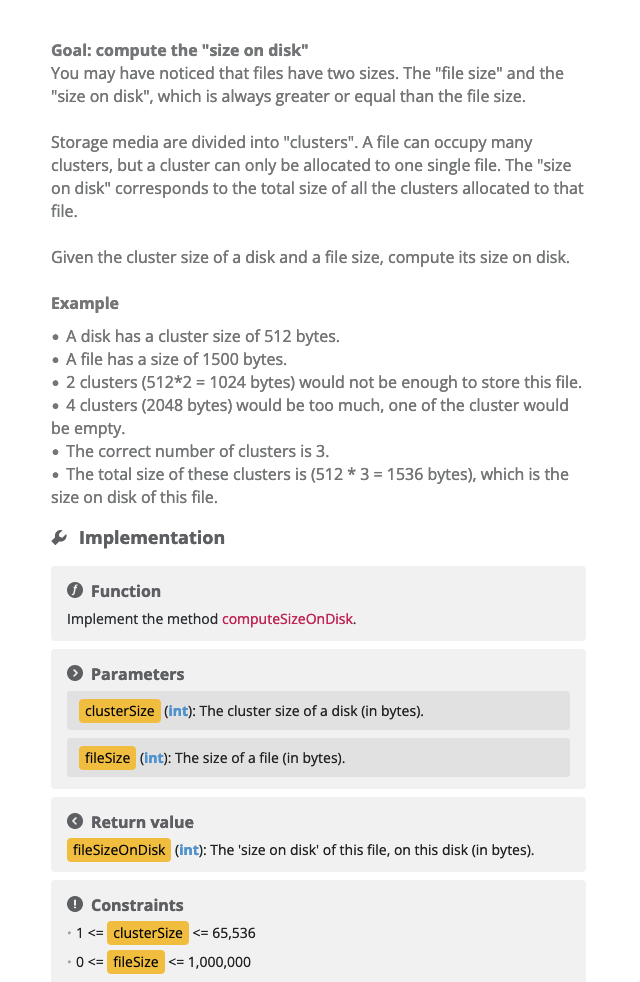 Goal: compute the "size on disk"
You may have noticed that files have two sizes. The "file size" and the
"size on disk", which is always greater or equal than the file size.
Storage media are divided into "clusters". A file can occupy many
clusters, but a cluster can only be allocated to one single file. The "size
on disk" corresponds to the total size of all the clusters allocated to that
file.
Given the cluster size of a disk and a file size, compute its size on disk.
Example
• A disk has a cluster size of 512 bytes.
• A file has a size of 1500 bytes.
• 2 clusters (512*2 = 1024 bytes) would not be enough to store this file.
• 4 clusters (2048 bytes) would be too much, one of the cluster would
be empty.
• The correct number of clusters is 3.
• The total size of these clusters is (512 * 3 = 1536 bytes), which is the
size on disk of this file.
Implementation
Function
Implement the method computeSizeOnDisk.
Parameters
clusterSize (int): The cluster size of a disk (in bytes).
fileSize (int): The size of a file (in bytes).
Return value
fileSizeOnDisk (int): The 'size on disk' of this file, on this disk (in bytes).
Constraints
• 1 <= clusterSize <= 65,536
• 0 <= fileSize <= 1,000,000